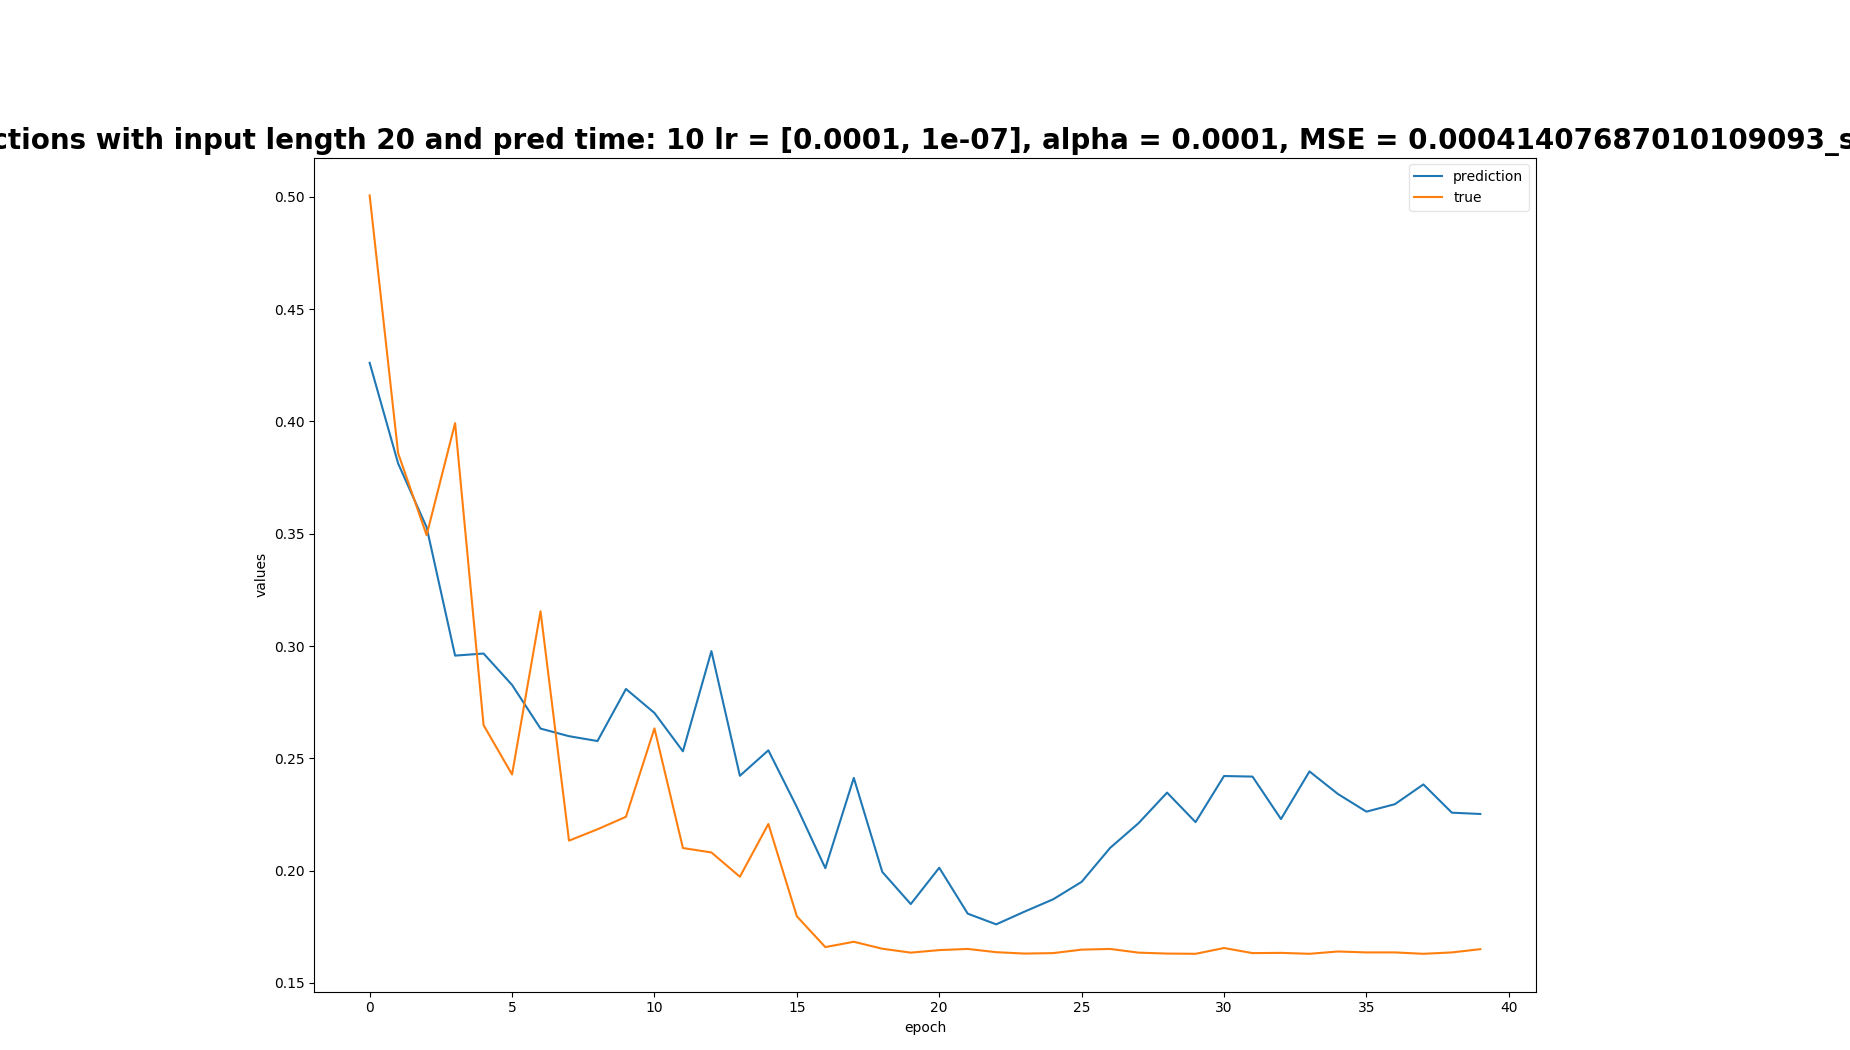 ctions with input length 20 and pred time: 10 lr = [0.0001, 1e-07], alpha = 0.0001, MSE = 0.00041407687010109093_s
prediction
true
0.50
0.45
0.40
0.35
0.30
0.25
0.20
0.15
values
0 5 10 15 20 25 30 35 40
epoch